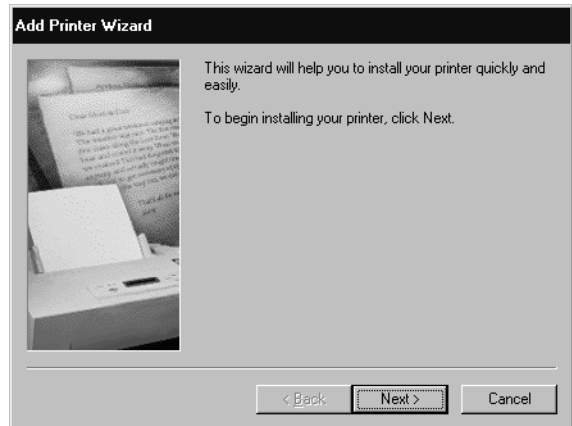 Add Printer Wizard
This wizard will help you to install your printer quickly and
easily.
To begin installing your printer, click Next.
< Back
Next >
Cancel